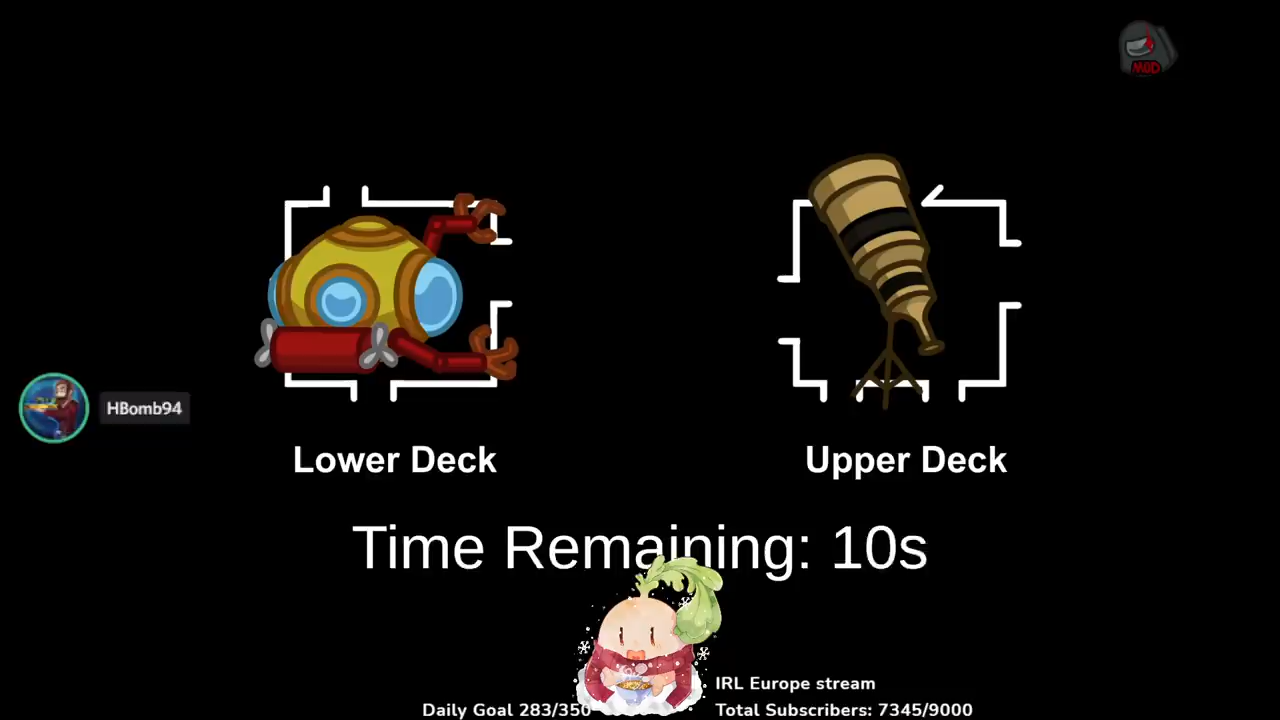 MOD
HBomb94
Lower Deck
Upper Deck
Time Remaining: 10s
IRL Europe stream
Daily Goal 283/350
Total Subscribers: 7345/9000